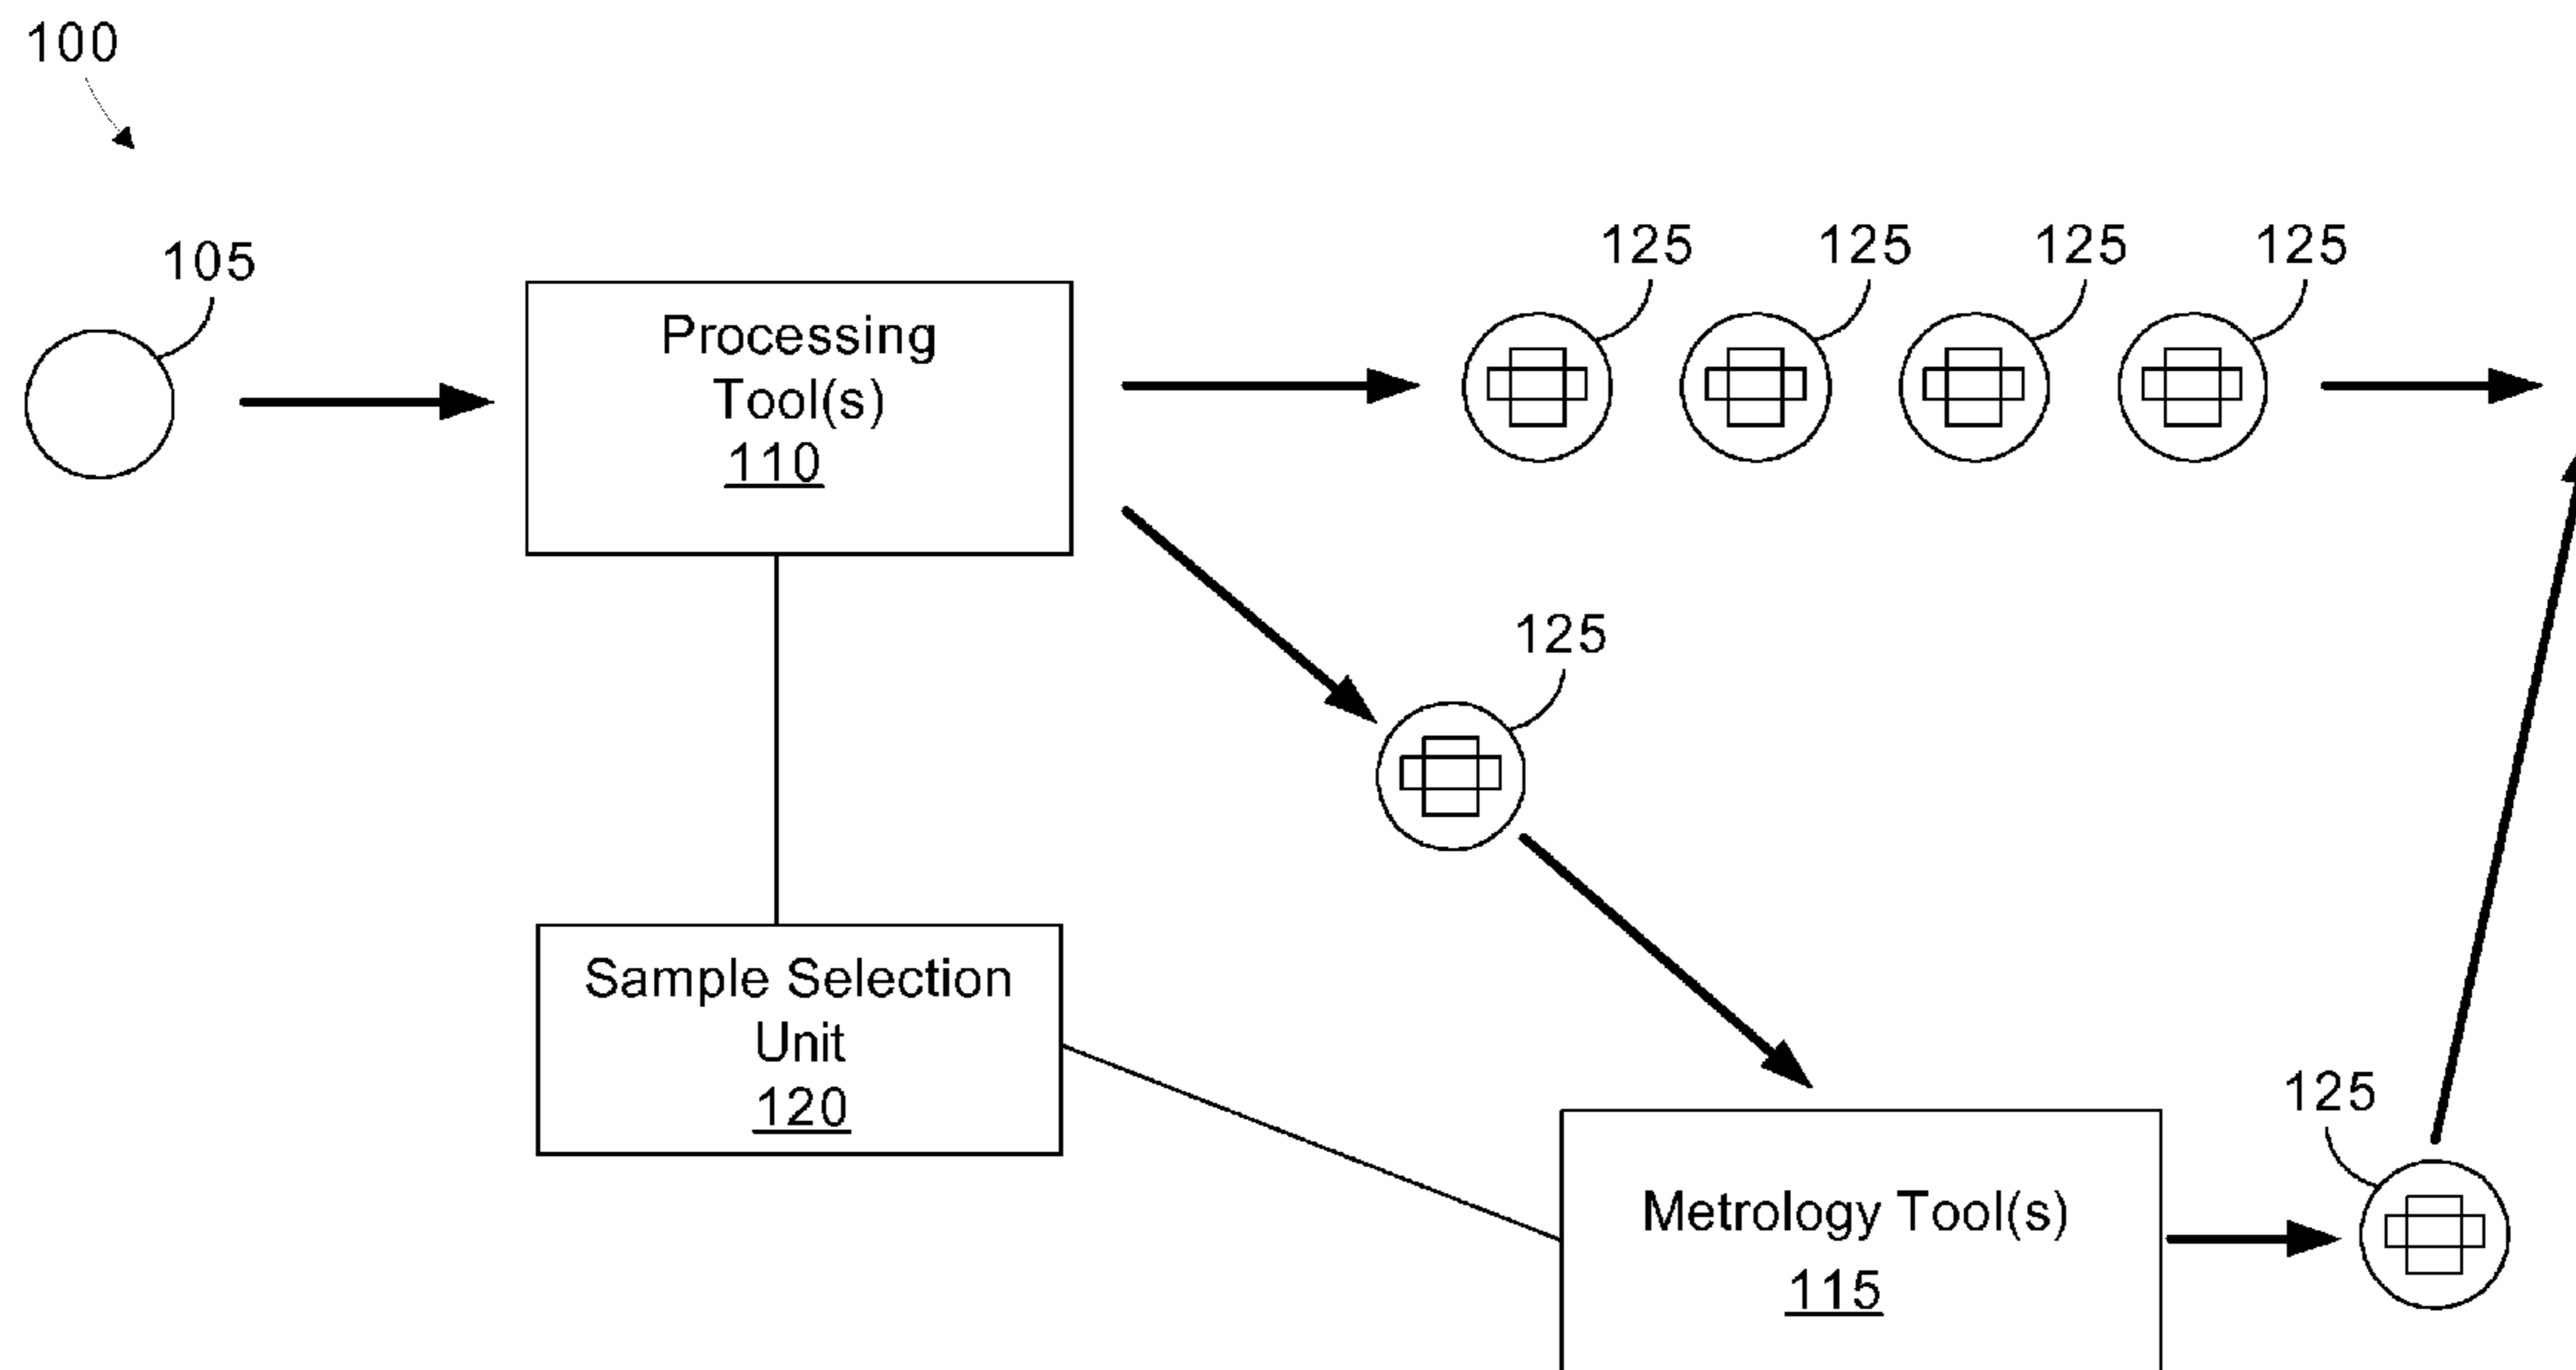 100
105
125
125
125
125
Processing
Tool(s)
110
125
Sample Selection
Unit
120
125
Metrology Tool(s)
115